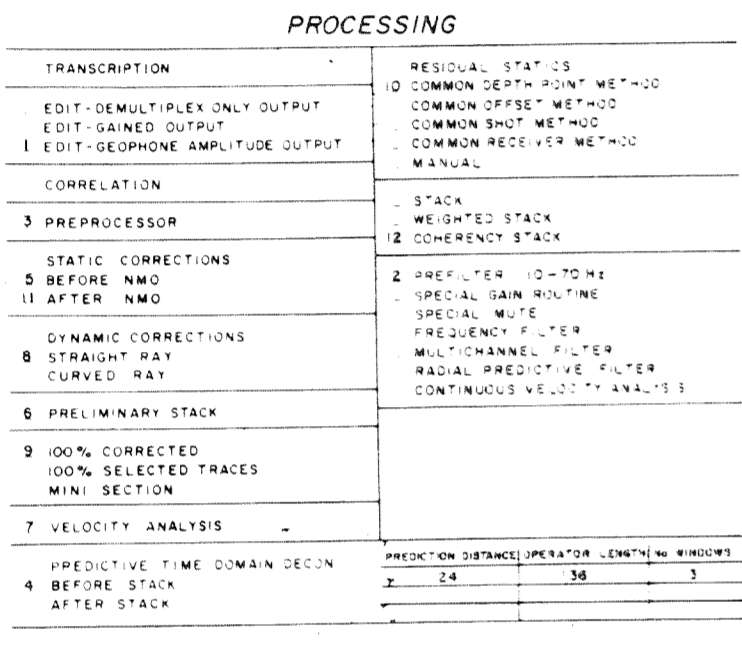 PROCESSING
TRANSCRIPTION
EDIT-DEMULTIPLEX ONLY OUTPUT
EDIT-GAINED OUTPUT
1 EDIT-GEOPHONE AMPLITUDE OUTPUT
CORRELATION
3 PREPROCESSOR
STATIC CORRECTIONS
5 BEFORE NMO
11 AFTER NMO
DYNAMIC CORRECTIONS
8 STRAIGHT RAY
CURVED RAY
6 PRELIMINARY STACK
9 100% CORRECTED
100% SELECTED TRACES
MINI SECTION
7 VELOCITY ANALYSIS
PREDICTIVE TIME DOMAIN DECON
4 BEFORE STACK
AFTER STACK
RESIDUAL STATICS
10 COMMON DEPTH POINT METHOD
COMMON OFFSET METHOD
COMMON SHOT METHOD
COMMON RECEIVER METHOD
MANUAL
STACK
WEIGHTED STACK
12 COHERENCY STACK
2 PREFILTER 10-70 Hz
SPECIAL GAIN ROUTINE
SPECIAL MUTE
FREQUENCY FILTER
MULTICHANNEL FILTER
RADIAL PREDICTIVE FILTER
CONTINUOUS VELOCITY ANALYSIS
PREDICTION DISTANCE OPERATOR LENGTH No WINDOWS
24 36 3